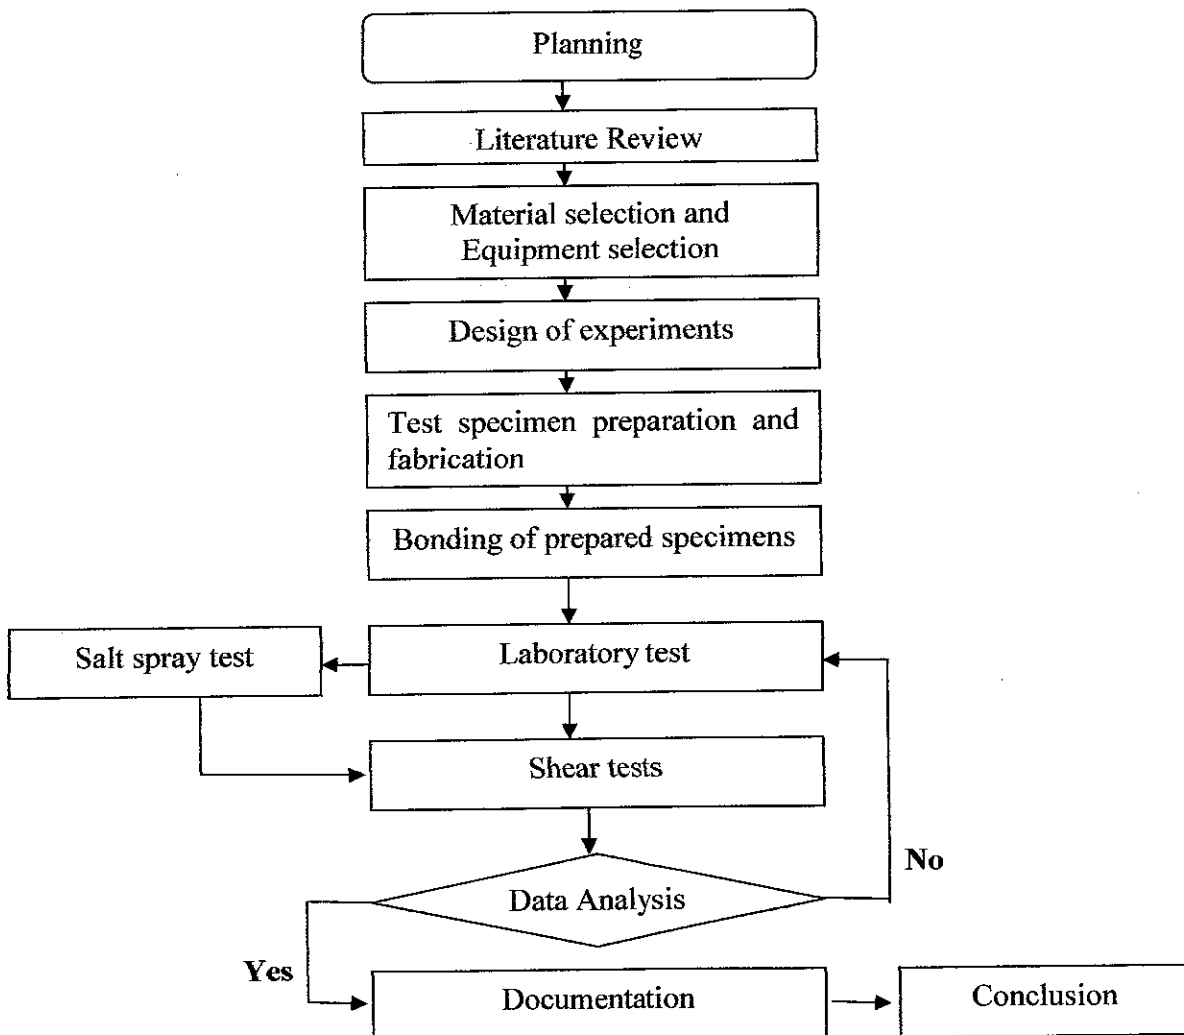 Planning
Literature Review
Material selection and
Equipment selection
Design of experiments
Test specimen preparation and
fabrication
Bonding of prepared specimens
Salt spray test
Laboratory test
Shear tests
No
Data Analysis
Yes
Documentation
Conclusion